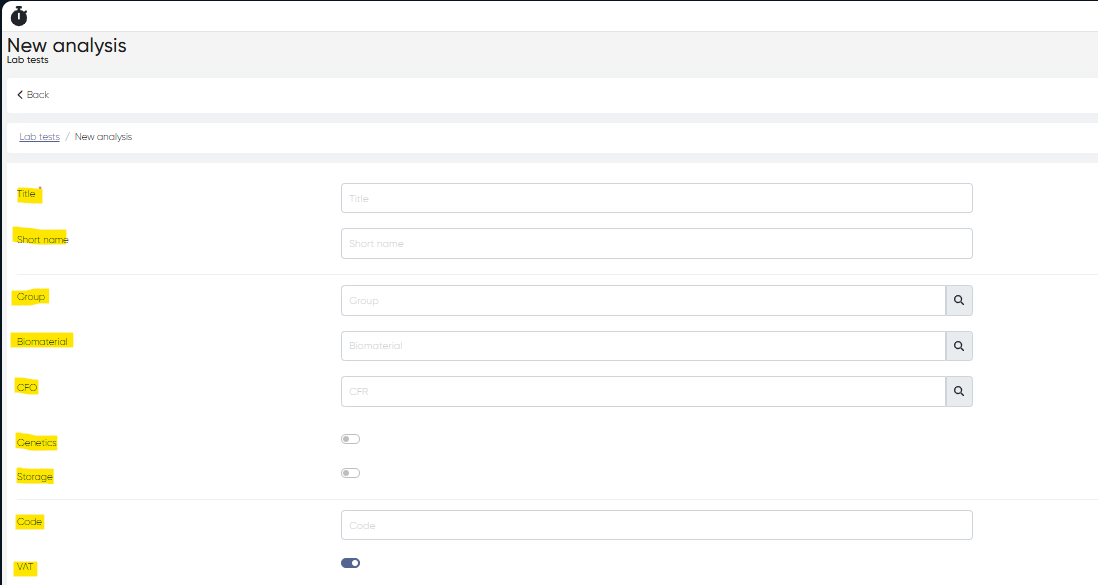 New analysis
Lab tests
Back
Lab tests / New analysis
Title *
Title
Short name
Short name
Group
Group
Biomaterial
Biomaterial
CFO
CFR
Genetics
Storage
Code
Code
VAT